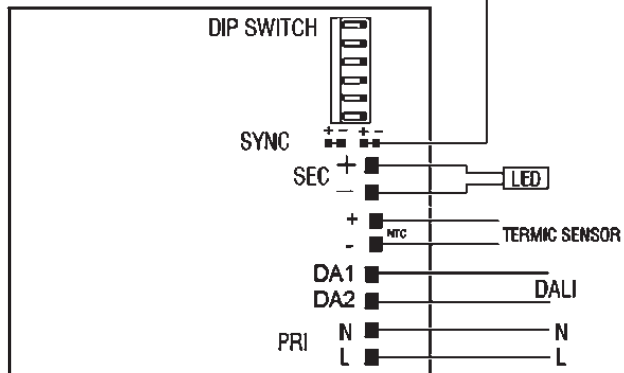 DIP SWITCH
+ - + -
SYNC
SEC + LED
-
+ NTC TERMIC SENSOR
-
DA1 DALI
DA2
PRI N N
L L